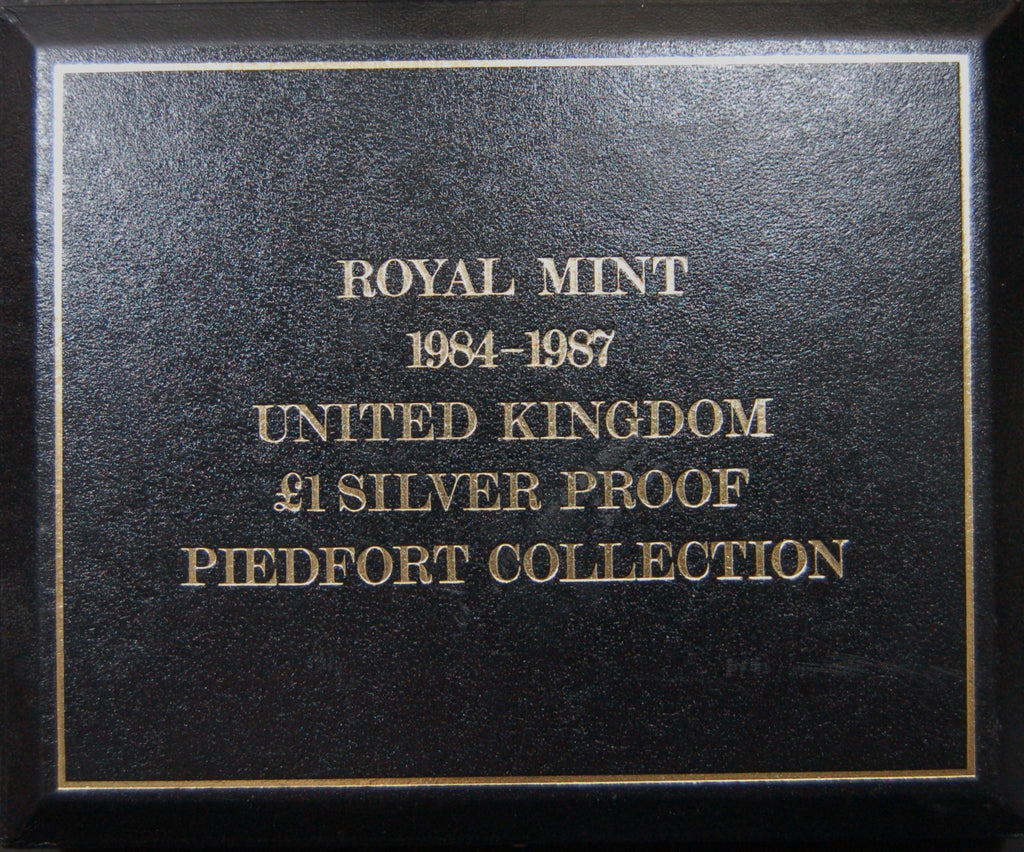 ROYAL MINT
1984-1987
UNITED KINGDOM
£1 SILVER PROOF
PIEDFORT COLLECTION